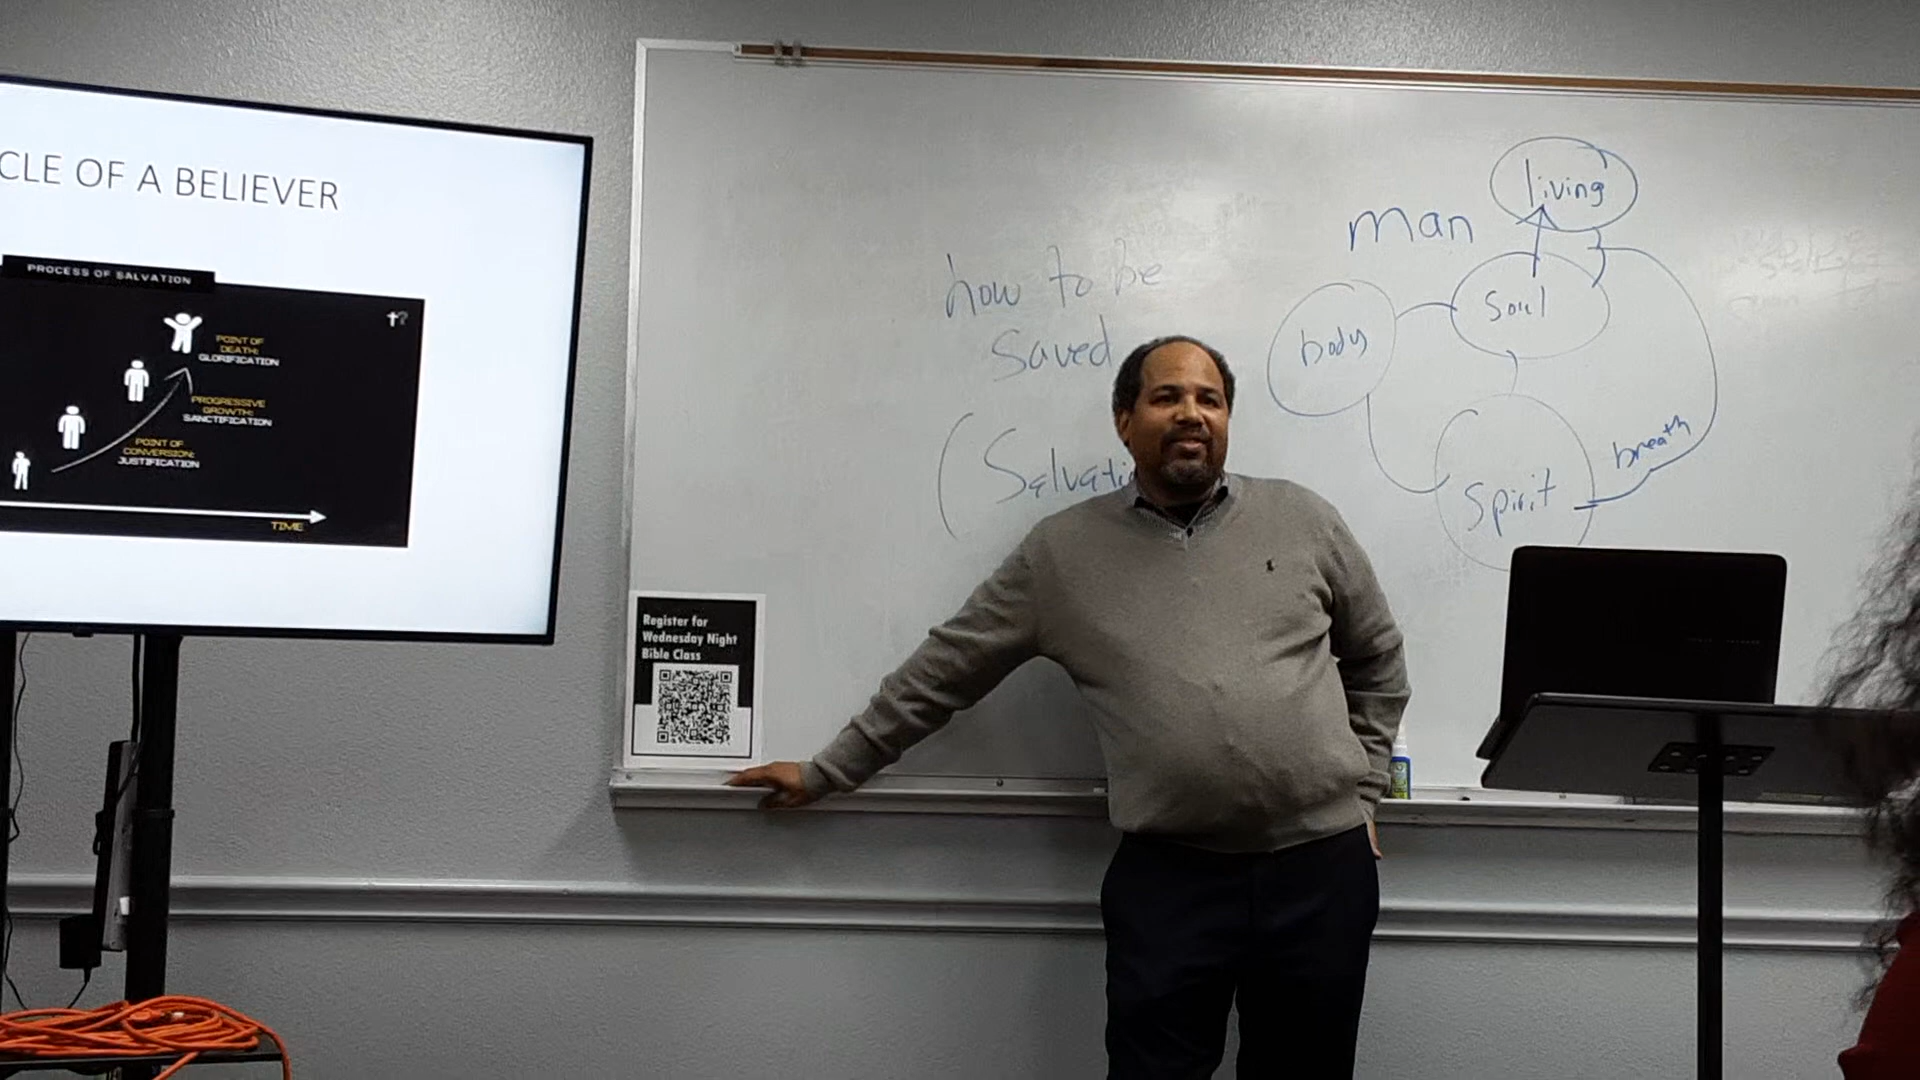 CLE OF A BELIEVER
PROCESS OF SALVATION
POINT OF
DEATH:
GLORIFICATION
PROGRESSIVE
GROWTH:
SANCTIFICATION
POINT OF
CONVERSION:
JUSTIFICATION
TIME
how to be
saved
(Salvati
man
living
soul
body
spirit
breath
Register for
Wednesday Night
Bible Class